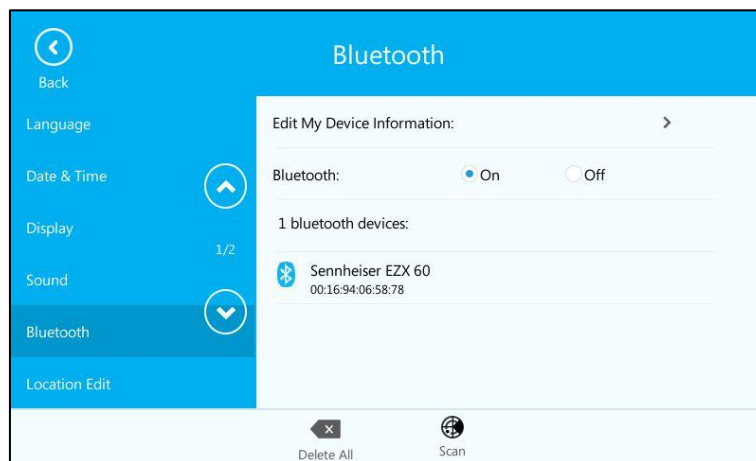 Bluetooth
Back
Language
Date & Time
Display
1/2
Sound
Bluetooth
Location Edit
Edit My Device Information:
Bluetooth: On Off
1 bluetooth devices:
Sennheiser EZX 60
00:16:94:06:58:78
Delete All Scan